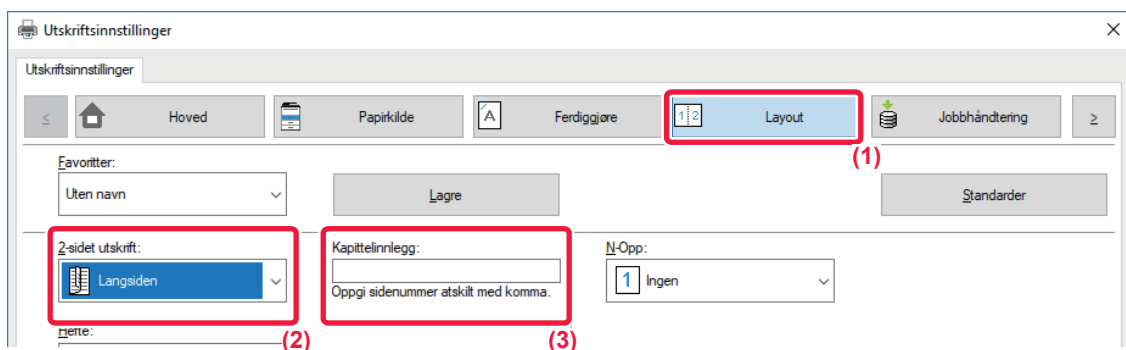 Utskriftsinnstillinger
Utskriftsinnstillinger
< Hoved Papirkilde A Ferdiggjøre 1 2 Layout Jobbhåndtering >
(1)
Favoritter:
Uten navn Lagre Standarder
2-sidet utskrift: Kapittelinnlegg: N-Opp:
Langsiden 1 Ingen
Oppgi sidenummer atskilt med komma.
Hefte:
(2) (3)